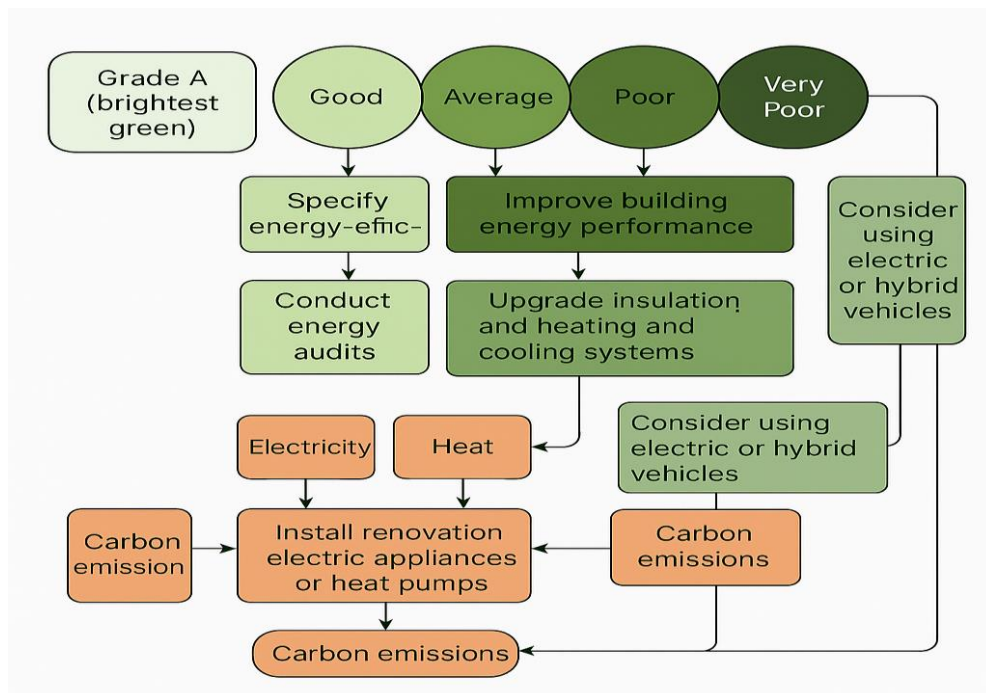 Grade A
(brightest
green)
Good
Average
Poor
Very
Poor
Specify
energy-effic-
Improve building
energy performance
Consider
using
electric
or hybrid
vehicles
Conduct
energy
audits
Upgrade insulation
and heating and
cooling systems
Electricity
Heat
Consider using
electric or hybrid
vehicles
Carbon
emission
Install renovation
electric appliances
or heat pumps
Carbon
emissions
Carbon emissions